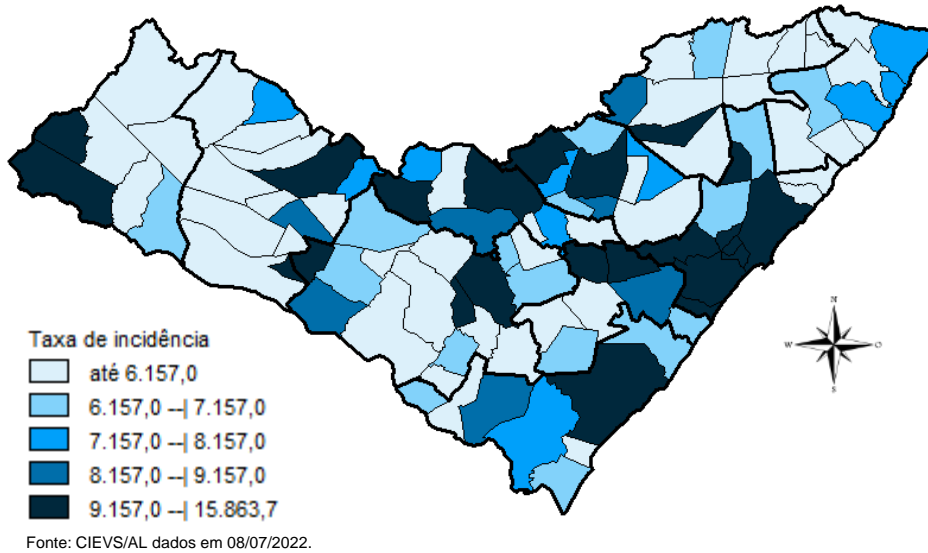 N
W
O
S
Taxa de incidência
até 6.157,0
6.157,0 --| 7.157,0
7.157,0 --| 8.157,0
8.157,0 --| 9.157,0
9.157,0 --| 15.863,7
Fonte: CIEVS/AL dados em 08/07/2022.